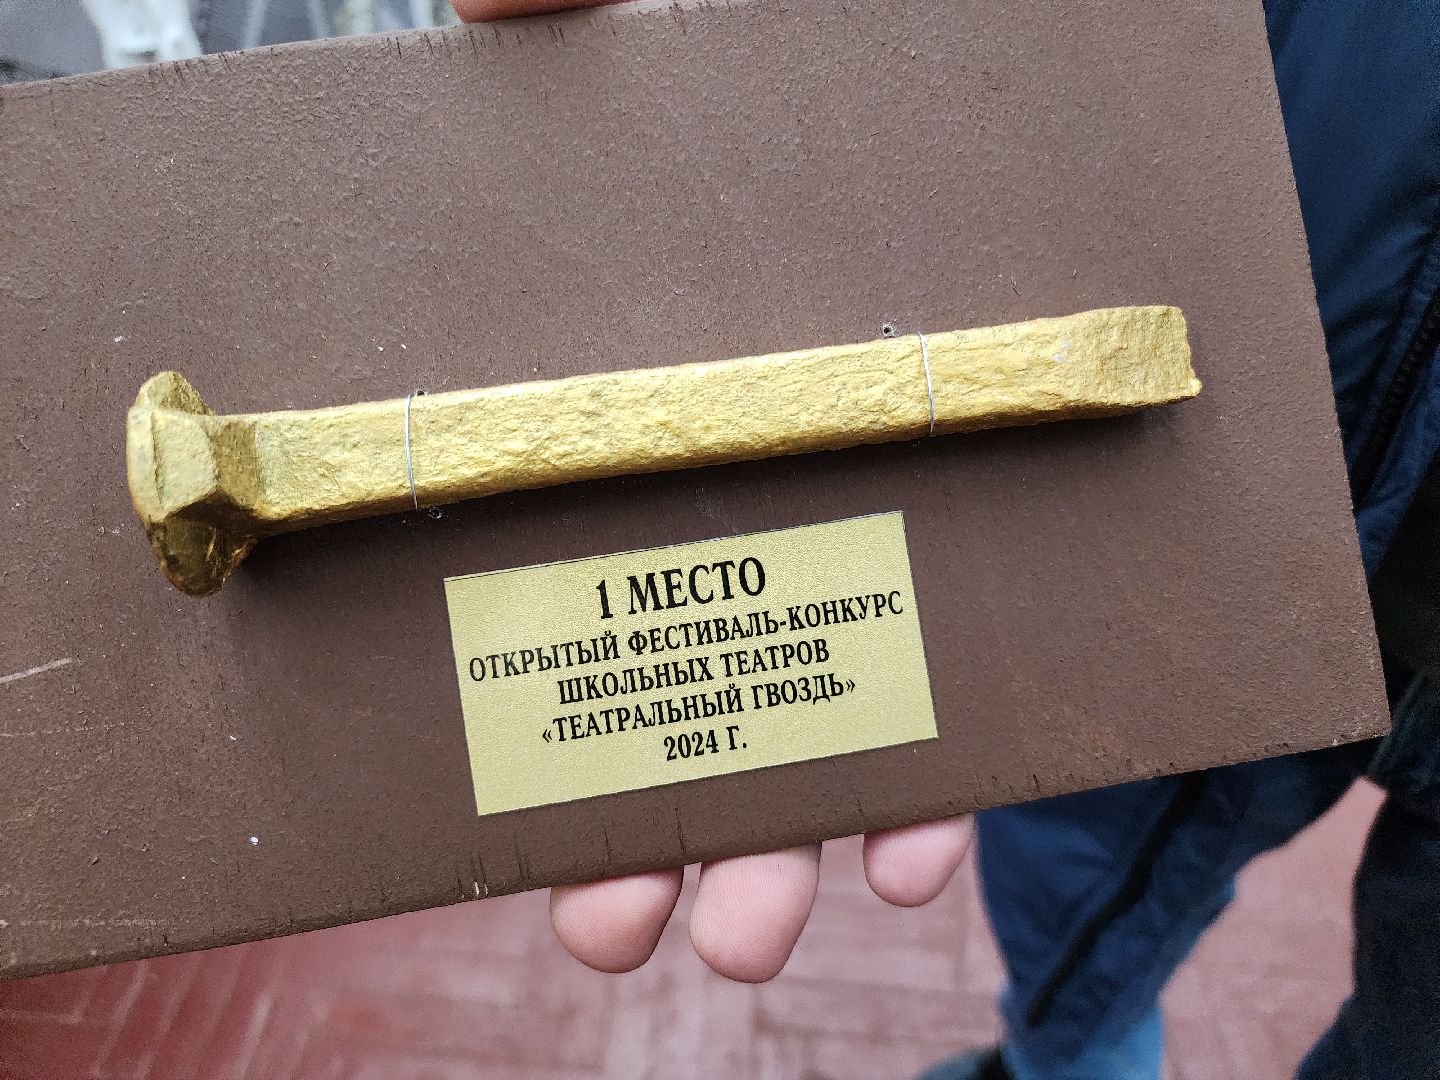 1 МЕСТО
ОТКРЫТЫЙ ФЕСТИВАЛЬ-КОНКУРС
ШКОЛЬНЫХ ТЕАТРОВ
«ТЕАТРАЛЬНЫЙ ГВОЗДЬ»
2024 Г.